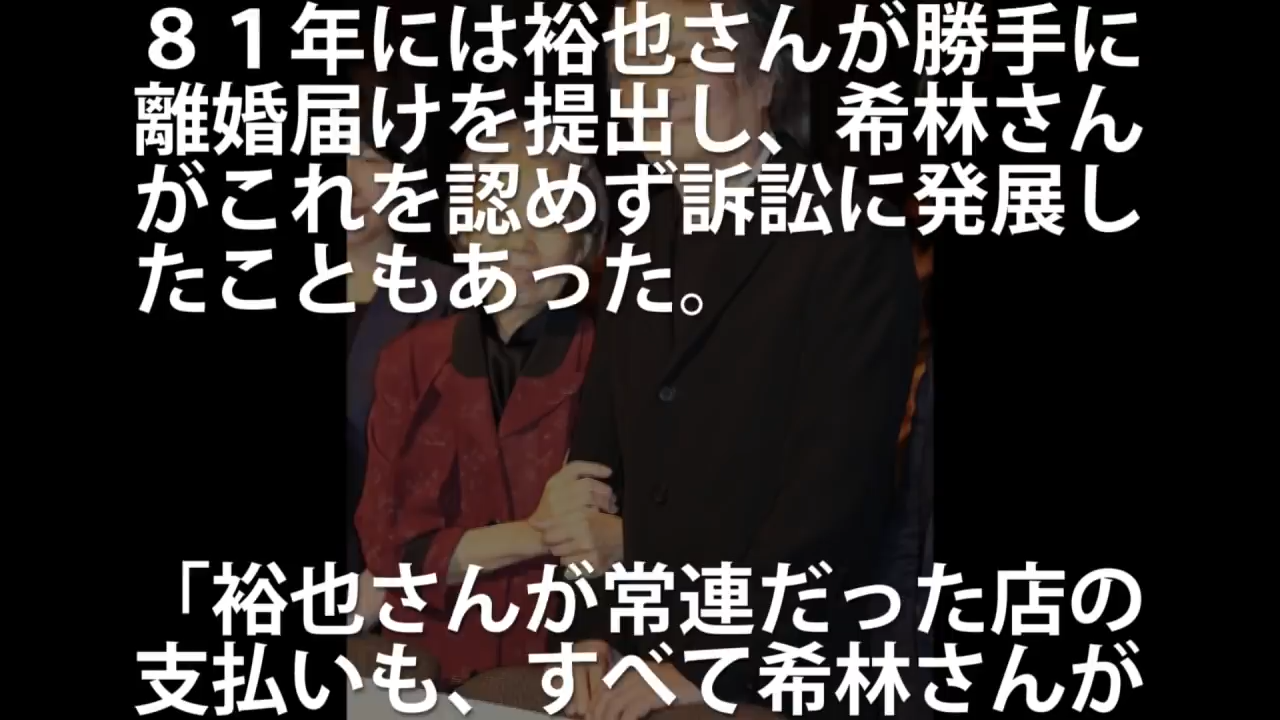 ８１年には裕也さんが勝手に
離婚届けを提出し、希林さん
がこれを認めず訴訟に発展し
たこともあった。
「裕也さんが常連だった店の
支払いも、すべて希林さんが